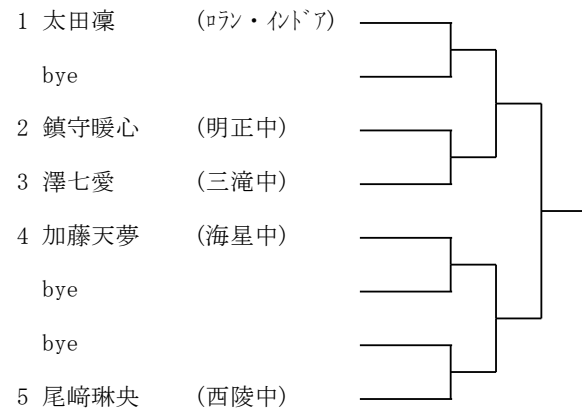 1 太田凜 (ﾛﾗﾝ・ｲﾝﾄﾞｱ)
bye
2 鎮守暖心 (明正中)
3 澤七愛 (三滝中)
4 加藤天夢 (海星中)
bye
bye
5 尾﨑琳央 (西陵中)